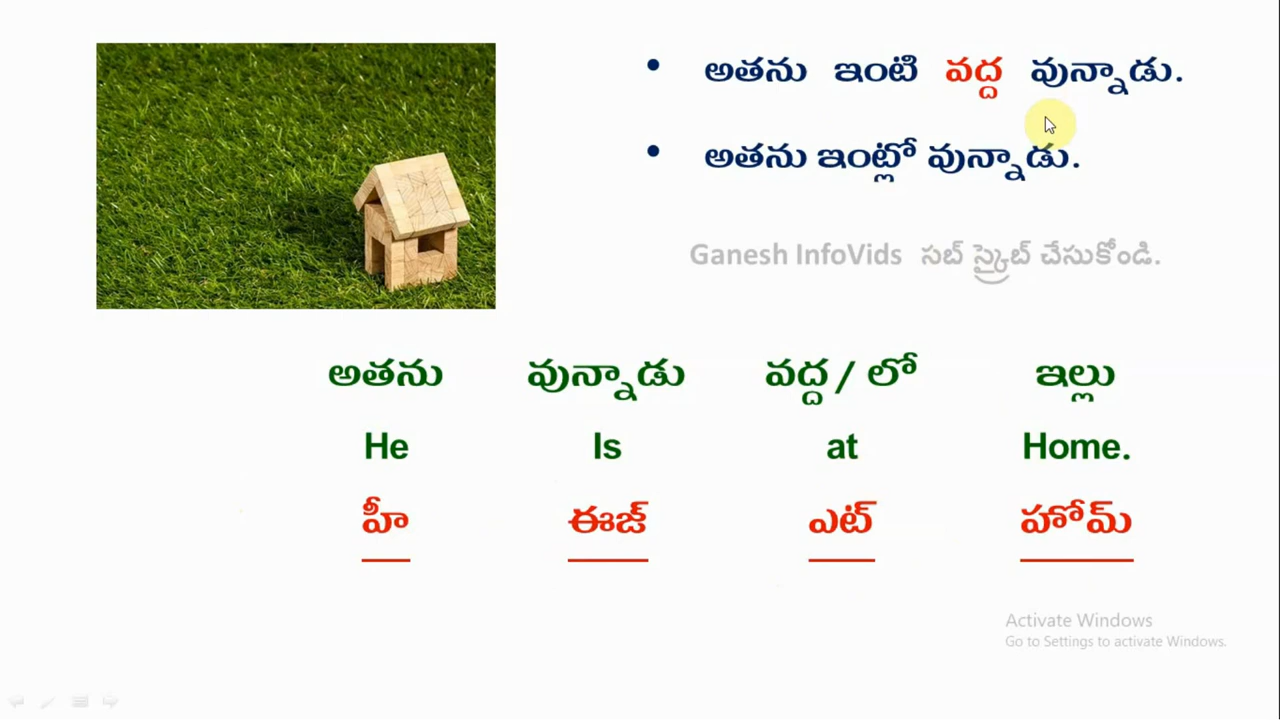 • అతను ఇంటి వద్ద వున్నాడు.
• అతను ఇంట్లో వున్నాడు.
Ganesh InfoVids సబ్ స్క్రైబ్ చేసుకోండి.
అతను వున్నాడు వద్ద / లో ఇల్లు
He Is at Home.
హీ ఈజ్ ఎట్ హోమ్
Activate Windows
Go to Settings to activate Windows.